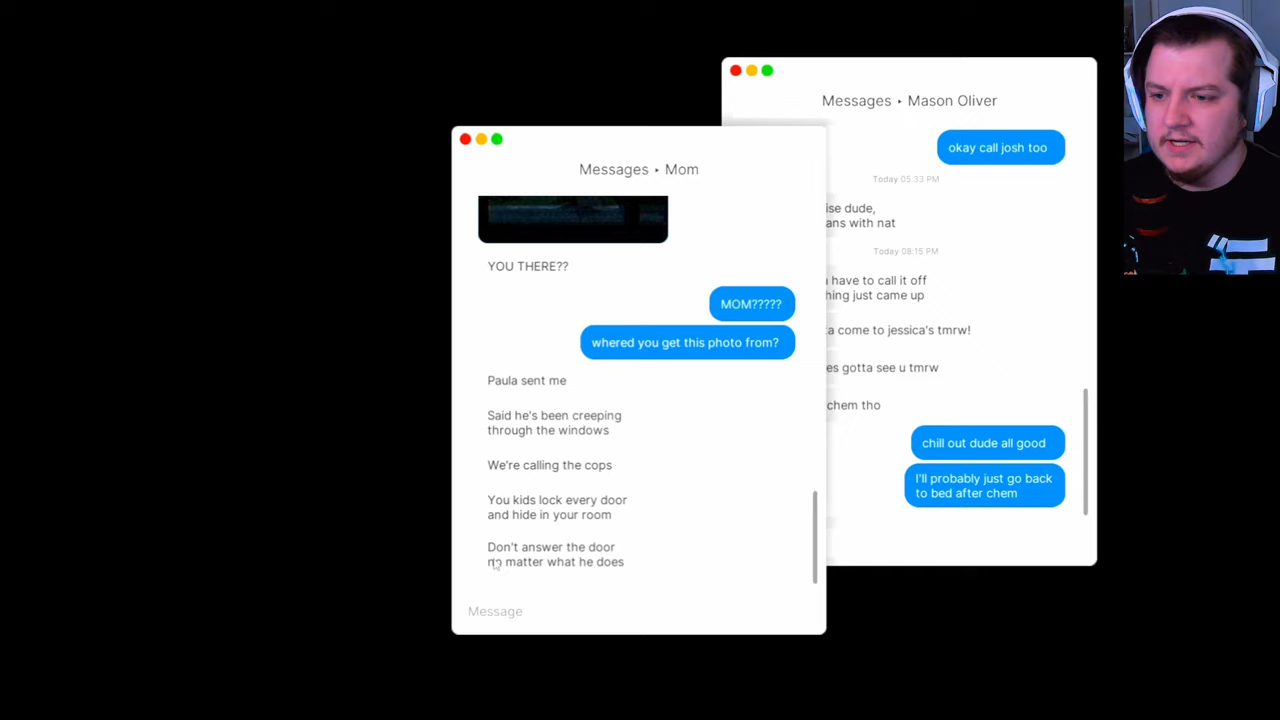 Messages ‣ Mason Oliver
okay call josh too
Today 05:33 PM
dude,
with nat
Today 08:15 PM
have to call it off
just came up
come to jessica's tmrw!
gotta see u tmrw
chem tho
chill out dude all good
I'll probably just go back
to bed after chem
Messages ‣ Mom
YOU THERE??
MOM?????
whered you get this photo from?
Paula sent me
Said he's been creeping
through the windows
We're calling the cops
You kids lock every door
and hide in your room
Don't answer the door
no matter what he does
Message